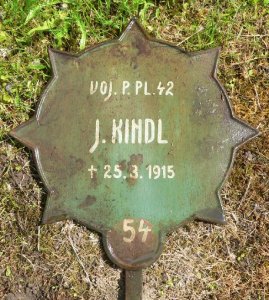 VOJ. P. PL. 42
J. KINDL
† 25. 3. 1915
54